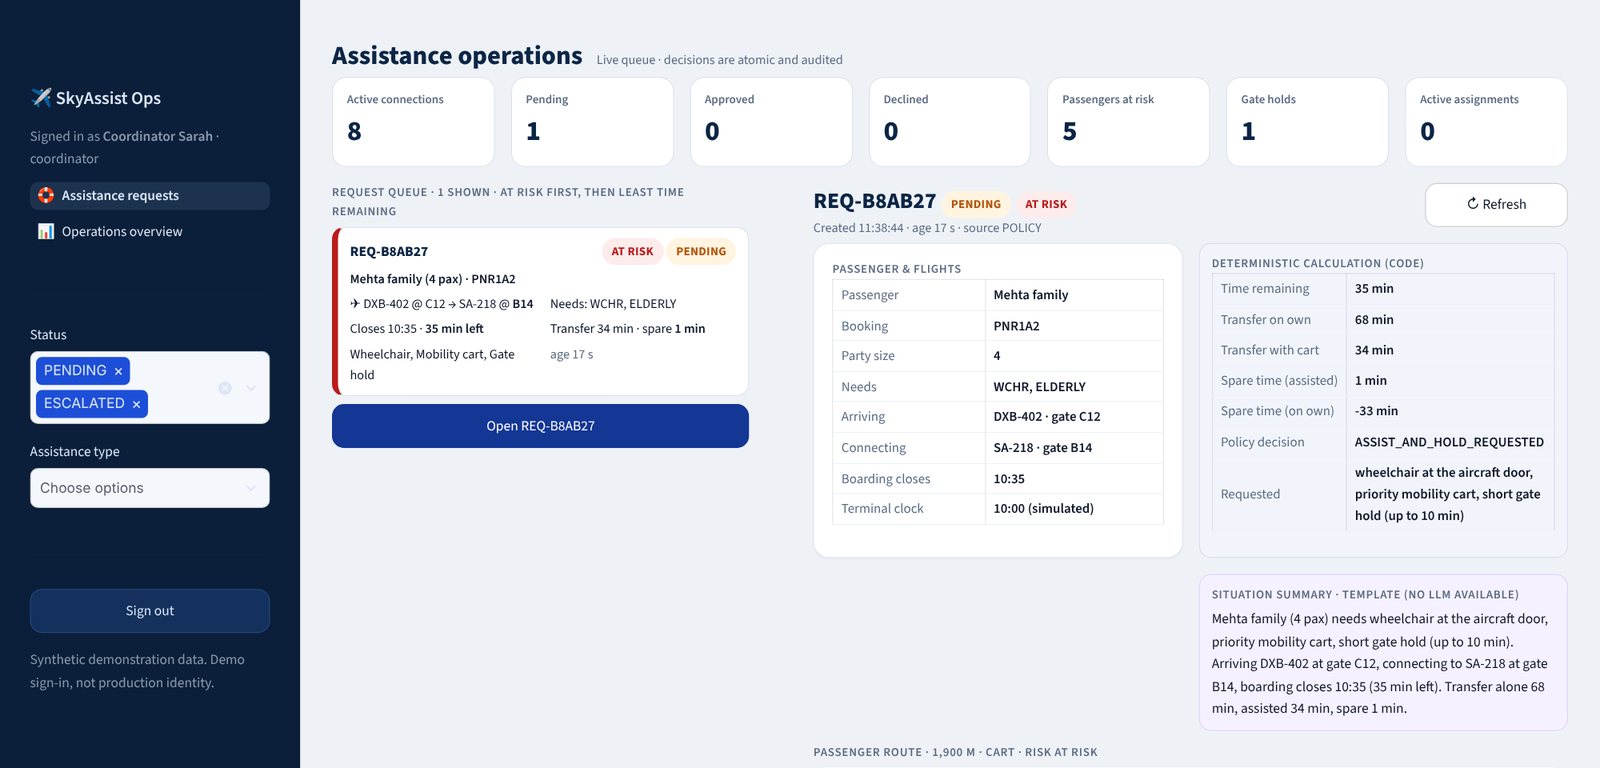 ✈️ SkyAssist Ops
Signed in as Coordinator Sarah ·
coordinator
🛟 Assistance requests
📊 Operations overview
Status
PENDING ×
ESCALATED ×
Assistance type
Choose options
Sign out
Synthetic demonstration data. Demo
sign-in, not production identity.
Assistance operations Live queue · decisions are atomic and audited
Active connections
8
Pending
1
Approved
0
Declined
0
Passengers at risk
5
Gate holds
1
Active assignments
0
REQUEST QUEUE · 1 SHOWN · AT RISK FIRST, THEN LEAST TIME
REMAINING
REQ-B8AB27 AT RISK PENDING
Mehta family (4 pax) · PNR1A2
✈ DXB-402 @ C12 → SA-218 @ B14 Needs: WCHR, ELDERLY
Closes 10:35 · 35 min left Transfer 34 min · spare 1 min
Wheelchair, Mobility cart, Gate age 17 s
hold
Open REQ-B8AB27
REQ-B8AB27 PENDING AT RISK
Created 11:38:44 · age 17 s · source POLICY
↻ Refresh
PASSENGER & FLIGHTS
Passenger Mehta family
Booking PNR1A2
Party size 4
Needs WCHR, ELDERLY
Arriving DXB-402 · gate C12
Connecting SA-218 · gate B14
Boarding closes 10:35
Terminal clock 10:00 (simulated)
DETERMINISTIC CALCULATION (CODE)
Time remaining 35 min
Transfer on own 68 min
Transfer with cart 34 min
Spare time (assisted) 1 min
Spare time (on own) -33 min
Policy decision ASSIST_AND_HOLD_REQUESTED
Requested wheelchair at the aircraft door,
priority mobility cart, short gate
hold (up to 10 min)
SITUATION SUMMARY · TEMPLATE (NO LLM AVAILABLE)
Mehta family (4 pax) needs wheelchair at the aircraft door,
priority mobility cart, short gate hold (up to 10 min).
Arriving DXB-402 at gate C12, connecting to SA-218 at gate
B14, boarding closes 10:35 (35 min left). Transfer alone 68
min, assisted 34 min, spare 1 min.
PASSENGER ROUTE · 1,900 M · CART · RISK AT RISK